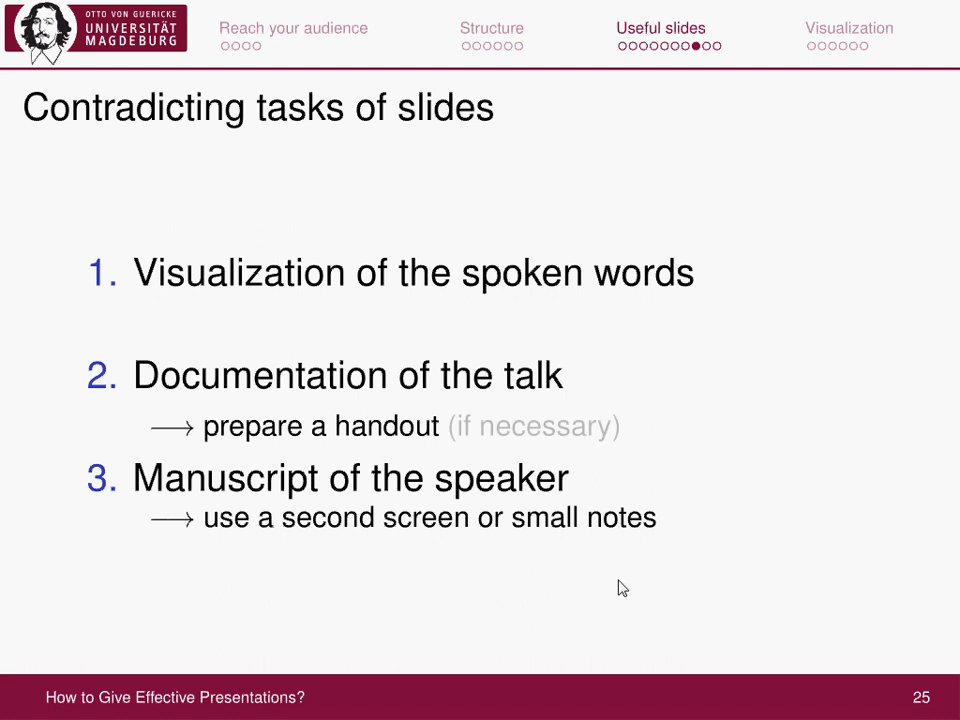 OTTO VON GUERICKE
UNIVERSITÄT
MAGDEBURG
Reach your audience
Structure
Useful slides
Visualization
Contradicting tasks of slides
1. Visualization of the spoken words
2. Documentation of the talk
⟶ prepare a handout (if necessary)
3. Manuscript of the speaker
⟶ use a second screen or small notes
How to Give Effective Presentations?
25